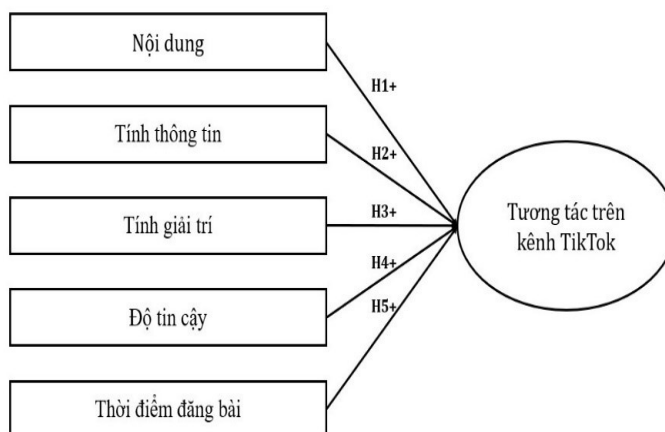 Nội dung
H1+
Tính thông tin
H2+
Tính giải trí
H3+
Tương tác trên
kênh TikTok
H4+
Độ tin cậy
H5+
Thời điểm đăng bài